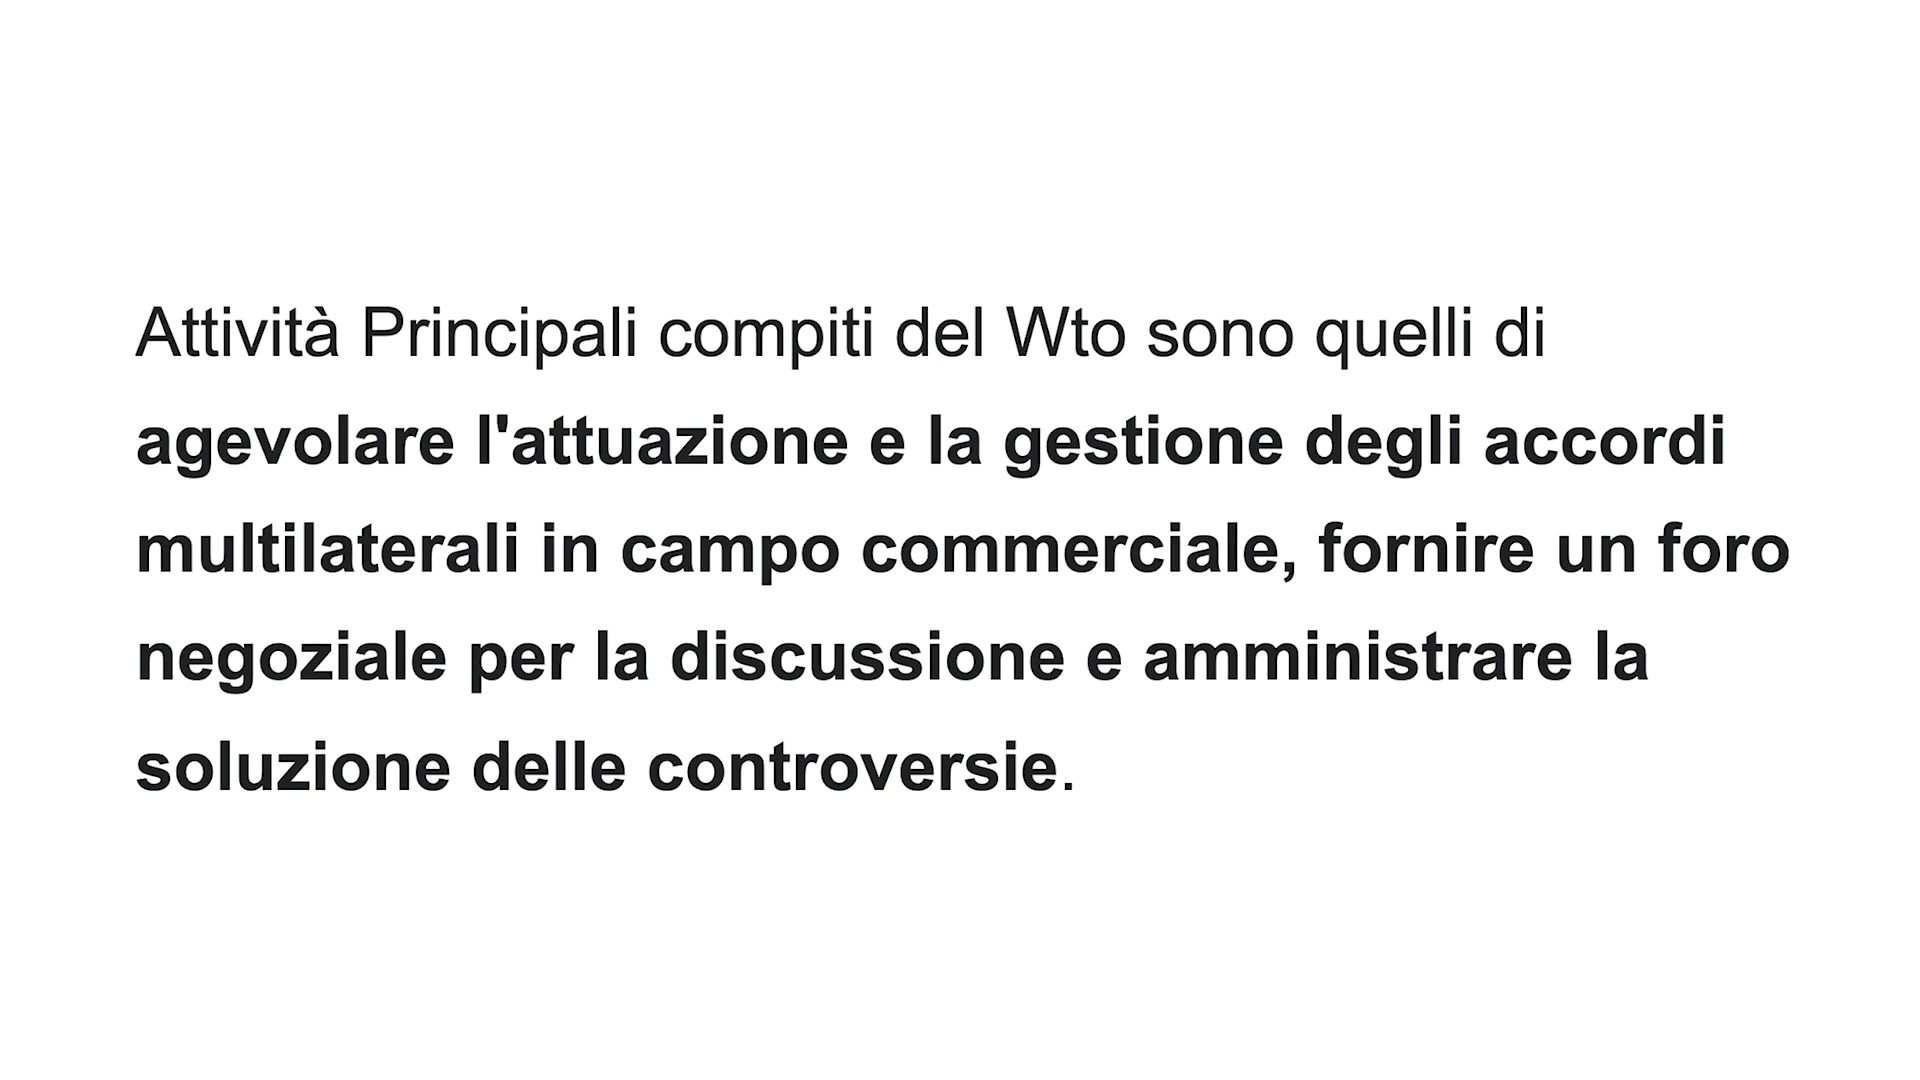 Attività Principali compiti del Wto sono quelli di
agevolare l'attuazione e la gestione degli accordi
multilaterali in campo commerciale, fornire un foro
negoziale per la discussione e amministrare la
soluzione delle controversie.